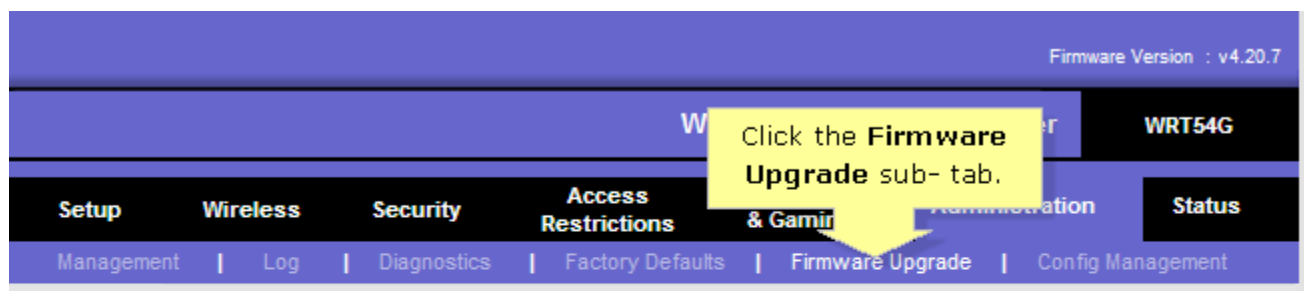 Firmware Version : v4.20.7
WRT54G
Click the Firmware
Upgrade sub- tab.
Setup Wireless Security Access Restrictions & Status
Management | Log | Diagnostics | Factory Defaults | Firmware Upgrade | Config Management